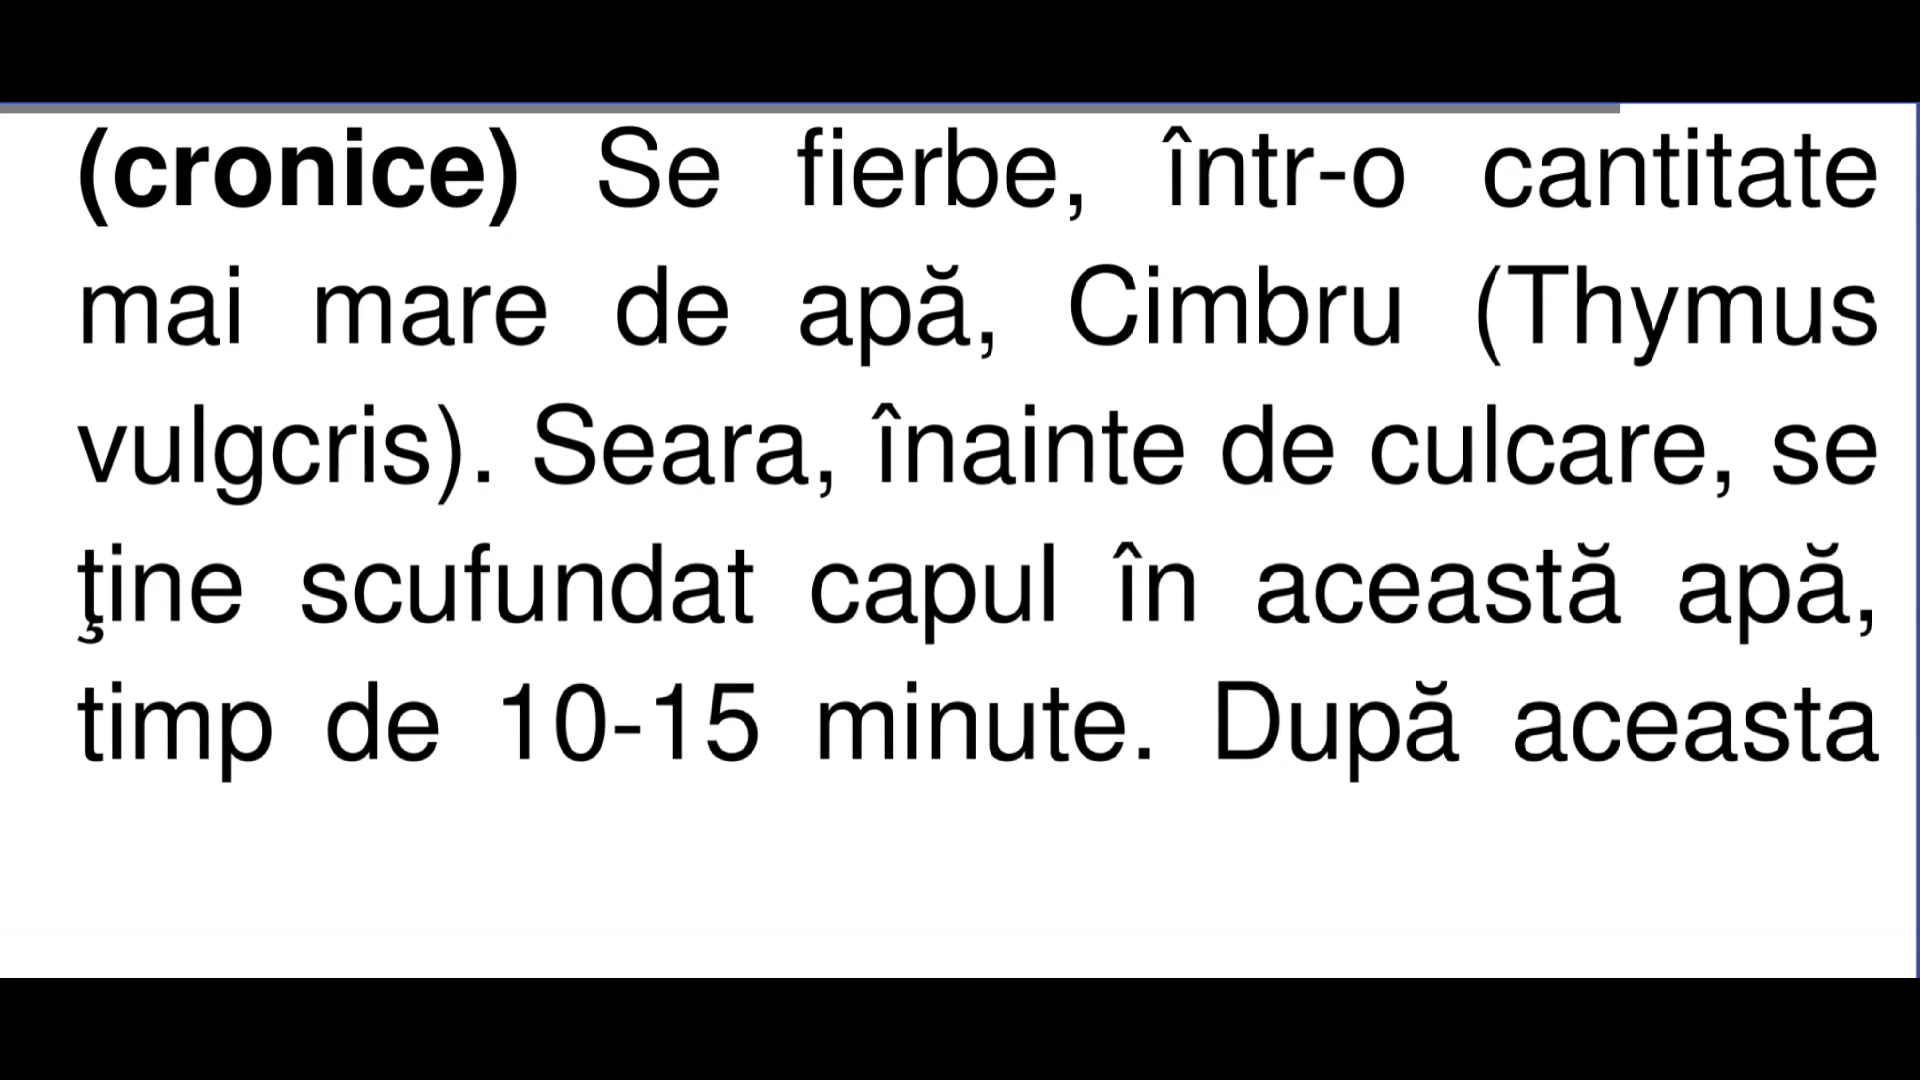 (cronice) Se fierbe, într-o cantitate
mai mare de apă, Cimbru (Thymus
vulgcris). Seara, înainte de culcare, se
ţine scufundat capul în această apă,
timp de 10-15 minute. După aceasta